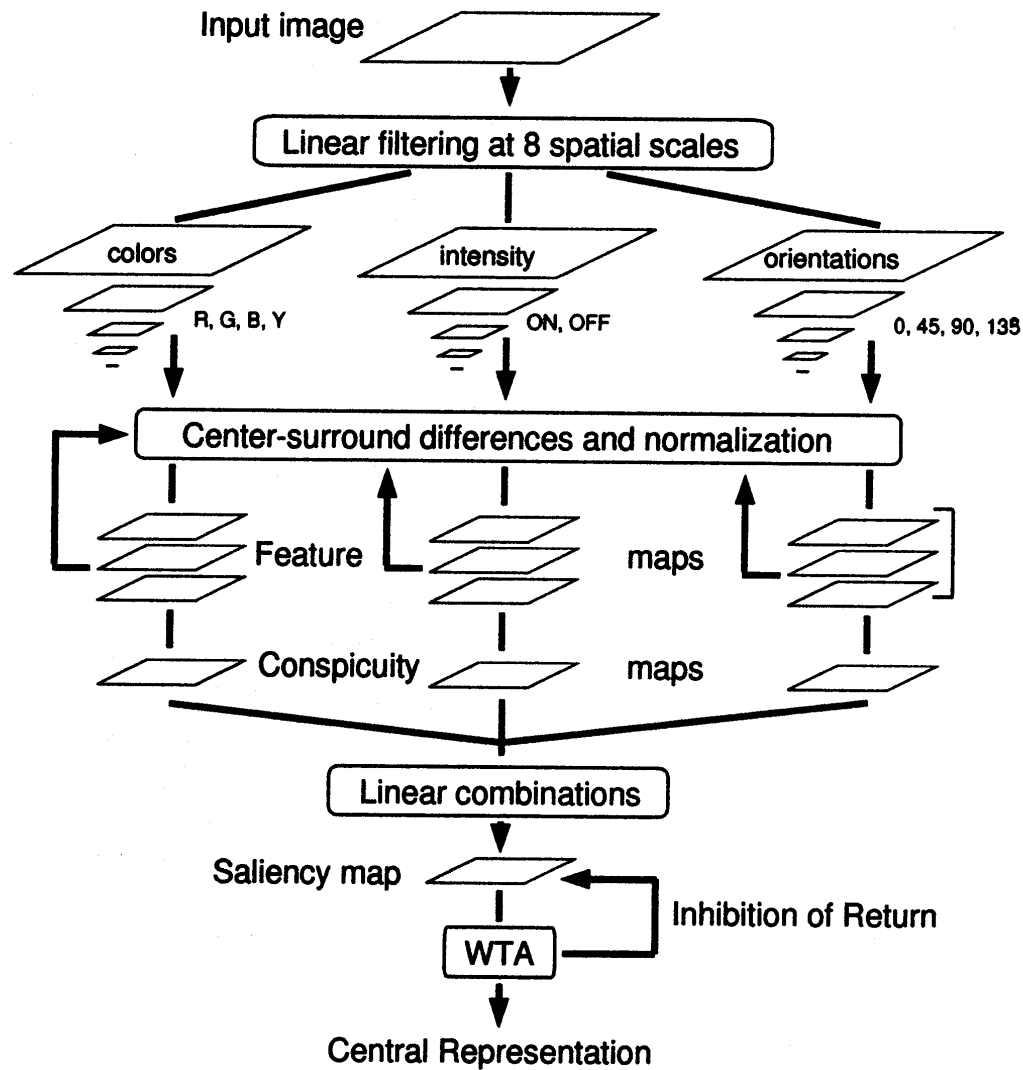 Input image
Linear filtering at 8 spatial scales
colors
intensity
orientations
R, G, B, Y
ON, OFF
0, 45, 90, 135
Center-surround differences and normalization
Feature maps
Conspicuity maps
Linear combinations
Saliency map
Inhibition of Return
WTA
Central Representation